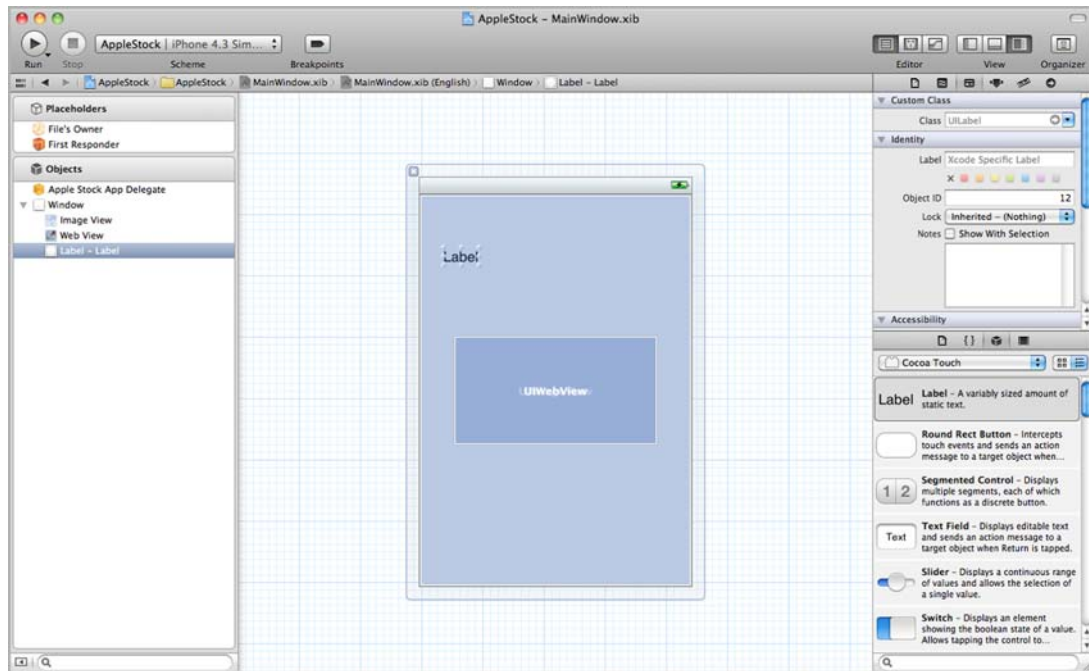 AppleStock – MainWindow.xib
AppleStock | iPhone 4.3 Sim...
Run Stop Scheme Breakpoints Editor View Organizer
AppleStock AppleStock MainWindow.xib MainWindow.xib (English) Window Label – Label
Placeholders
File's Owner
First Responder
Objects
Apple Stock App Delegate
Window
Image View
Web View
Label – Label
Label
UIWebView
Custom Class
Class UILabel
Identity
Label Xcode Specific Label
Object ID 12
Lock Inherited – (Nothing)
Notes Show With Selection
Accessibility
Cocoa Touch
Label Label – A variably sized amount of
static text.
Round Rect Button – Intercepts
touch events and sends an action
message to a target object when...
1 2 Segmented Control – Displays
multiple segments, each of which
functions as a discrete button.
Text Text Field – Displays editable text
and sends an action message to a
target object when Return is tapped.
Slider – Displays a continuous range
of values and allows the selection of
a single value.
Switch – Displays an element
showing the boolean state of a value.
Allows tapping the control to...